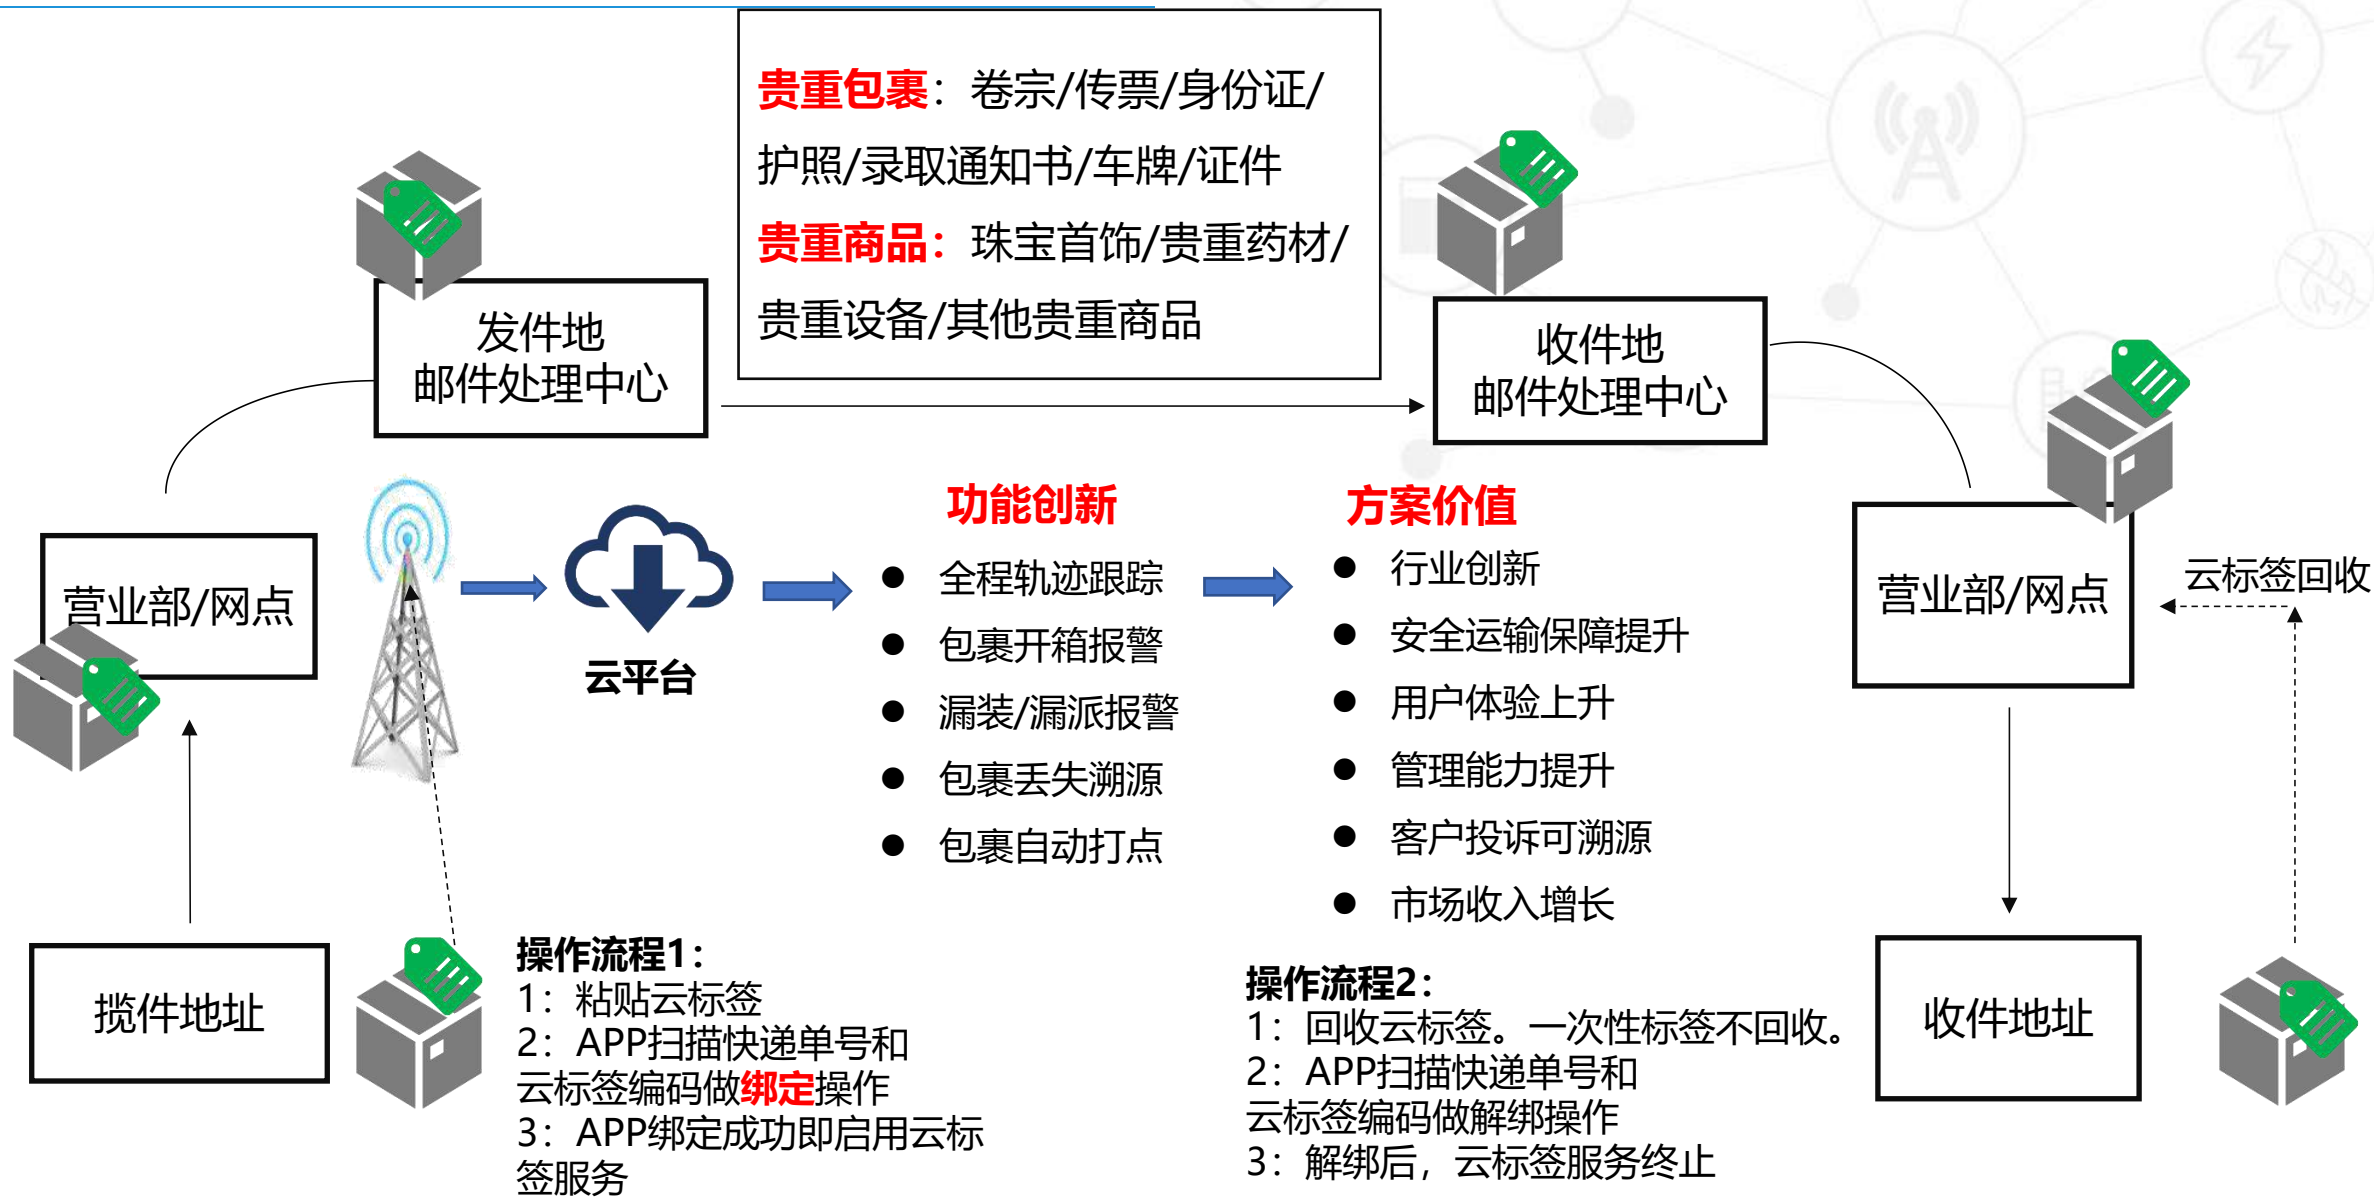 贵重包裹：卷宗/传票/身份证/
护照/录取通知书/车牌/证件
贵重商品：珠宝首饰/贵重药材/
贵重设备/其他贵重商品
发件地
邮件处理中心
收件地
邮件处理中心
营业部/网点
云平台
功能创新
全程轨迹跟踪
包裹开箱报警
漏装/漏派报警
包裹丢失溯源
包裹自动打点
方案价值
行业创新
安全运输保障提升
用户体验上升
管理能力提升
客户投诉可溯源
市场收入增长
营业部/网点
云标签回收
揽件地址
操作流程1：
1：粘贴云标签
2：APP扫描快递单号和
云标签编码做绑定操作
3：APP绑定成功即启用云标
签服务
操作流程2：
1：回收云标签。一次性标签不回收。
2：APP扫描快递单号和
云标签编码做解绑操作
3：解绑后，云标签服务终止
收件地址